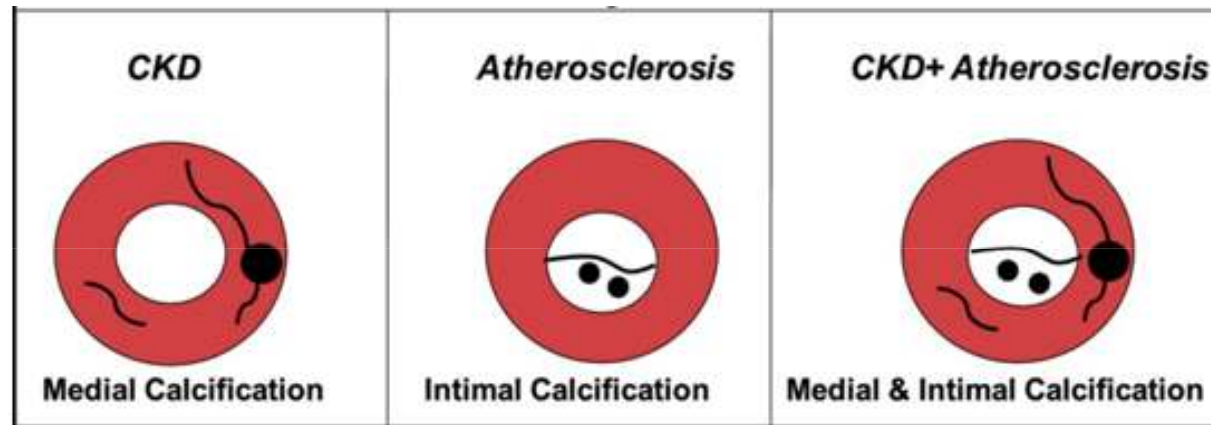 CKD
Atherosclerosis
CKD+ Atherosclerosis
Medial Calcification
Intimal Calcification
Medial & Intimal Calcification